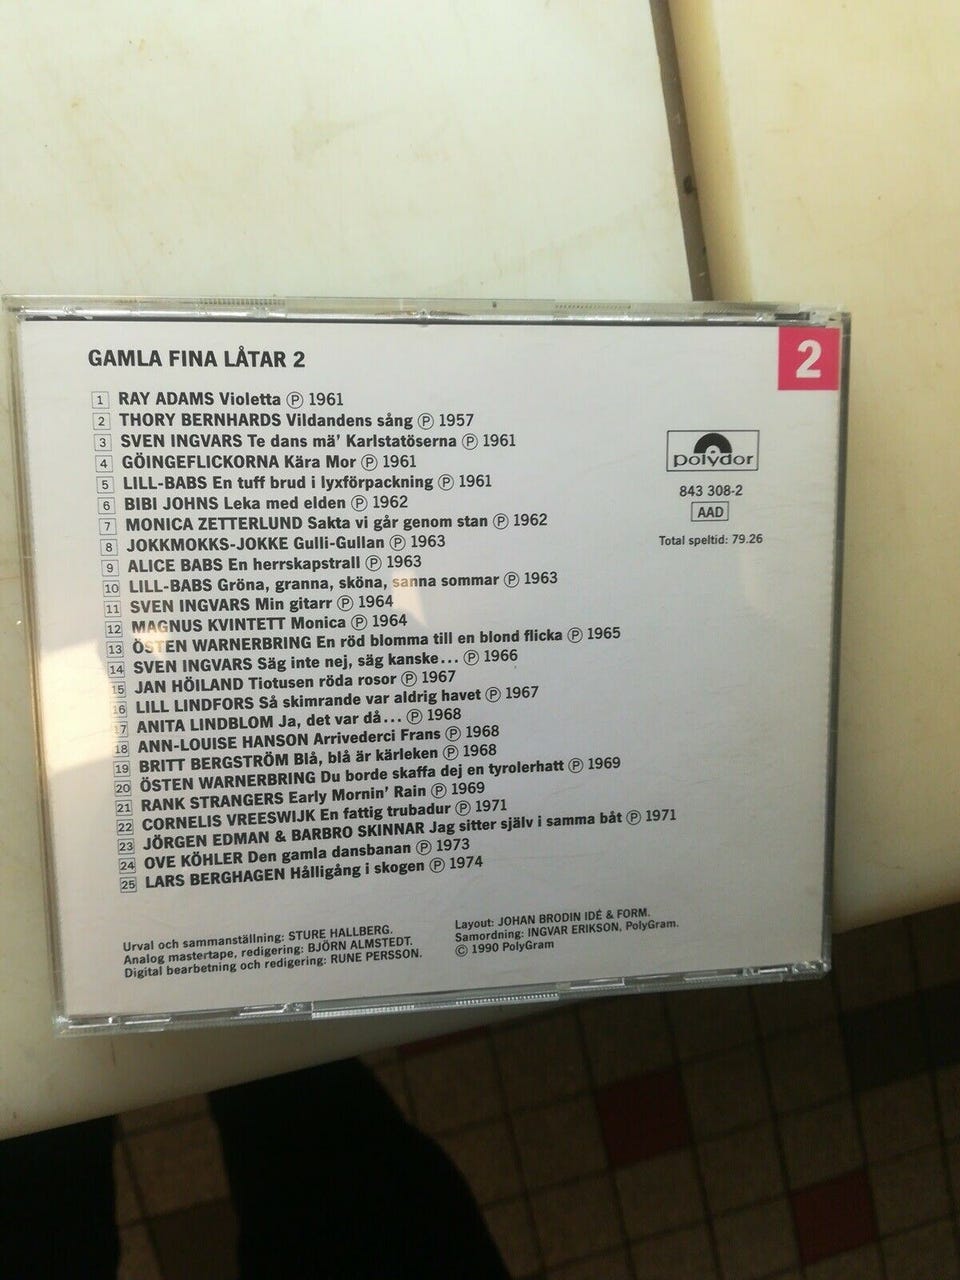 GAMLA FINA LÅTAR 2
2
1 RAY ADAMS Violetta Ⓟ 1961
2 THORY BERNHARDS Vildandens sång Ⓟ 1957
3 SVEN INGVARS Te dans mä' Karlstatöserna Ⓟ 1961
4 GÖINGEFLICKORNA Kära Mor Ⓟ 1961
5 LILL-BABS En tuff brud i lyxförpackning Ⓟ 1961
6 BIBI JOHNS Leka med elden Ⓟ 1962
7 MONICA ZETTERLUND Sakta vi går genom stan Ⓟ 1962
8 JOKKMOKKS-JOKKE Gulli-Gullan Ⓟ 1963
9 ALICE BABS En herrskapstrall Ⓟ 1963
10 LILL-BABS Gröna, granna, sköna, sanna sommar Ⓟ 1963
11 SVEN INGVARS Min gitarr Ⓟ 1964
12 MAGNUS KVINTETT Monica Ⓟ 1964
13 ÖSTEN WARNERBRING En röd blomma till en blond flicka Ⓟ 1965
14 SVEN INGVARS Säg inte nej, säg kanske... Ⓟ 1966
15 JAN HÖILAND Tiotusen röda rosor Ⓟ 1967
16 LILL LINDFORS Så skimrande var aldrig havet Ⓟ 1967
17 ANITA LINDBLOM Ja, det var då... Ⓟ 1968
18 ANN-LOUISE HANSON Arrivederci Frans Ⓟ 1968
19 BRITT BERGSTRÖM Blå, blå är kärleken Ⓟ 1968
20 ÖSTEN WARNERBRING Du borde skaffa dej en tyrolerhatt Ⓟ 1969
21 RANK STRANGERS Early Mornin' Rain Ⓟ 1969
22 CORNELIS VREESWIJK En fattig trubadur Ⓟ 1971
23 JÖRGEN EDMAN & BARBRO SKINNAR Jag sitter själv i samma båt Ⓟ 1971
24 OVE KÖHLER Den gamla dansbanan Ⓟ 1973
25 LARS BERGHAGEN Hålligång i skogen Ⓟ 1974
polydor
843 308-2
AAD
Total speltid: 79.26
Urval och sammanställning: STURE HALLBERG.
Analog mastertape, redigering: BJÖRN ALMSTEDT.
Digital bearbetning och redigering: RUNE PERSSON.
Layout: JOHAN BRODIN IDÉ & FORM.
Samordning: INGVAR ERIKSON, PolyGram.
© 1990 PolyGram